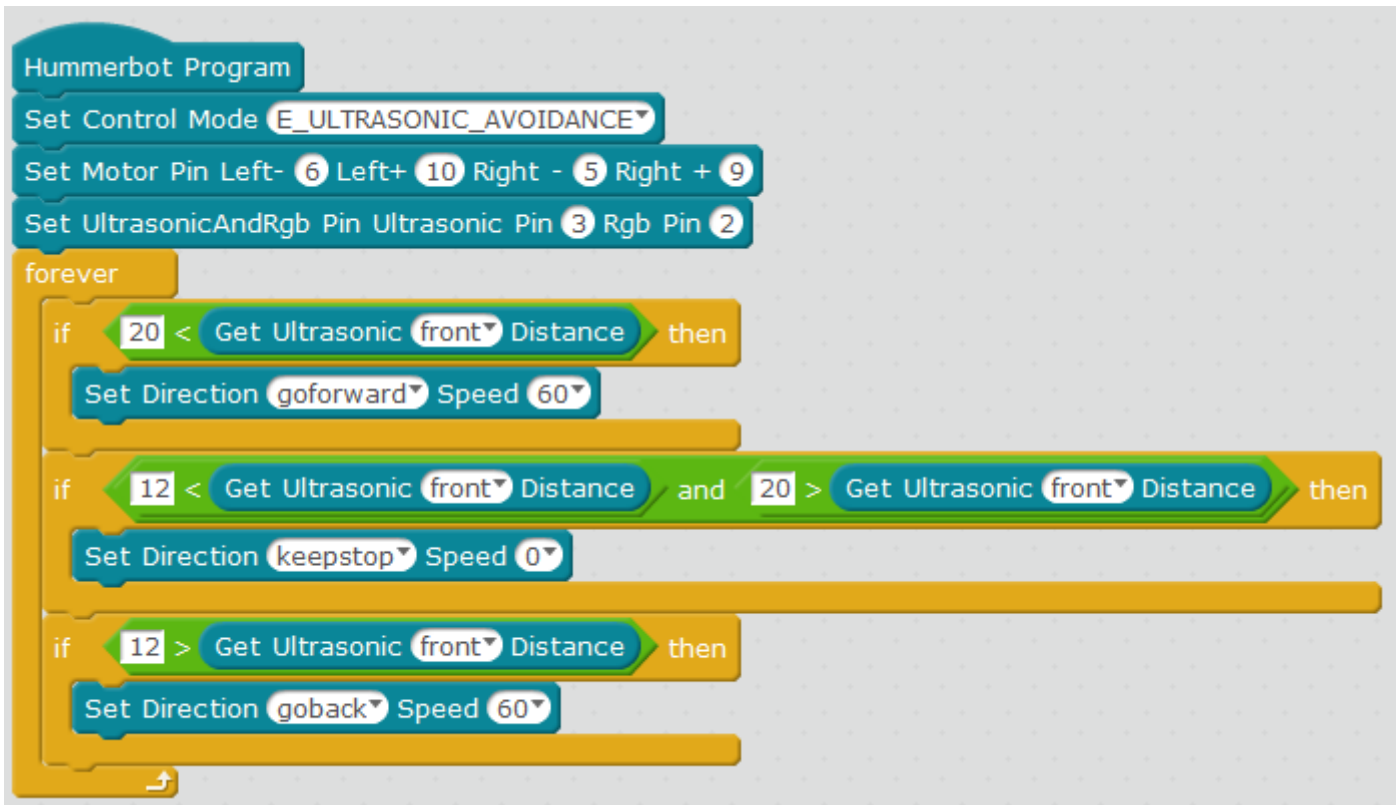 Hummerbot Program
Set Control Mode E_ULTRASONIC_AVOIDANCE
Set Motor Pin Left- 6 Left+ 10 Right - 5 Right + 9
Set UltrasonicAndRgb Pin Ultrasonic Pin 3 Rgb Pin 2
forever
if 20 < Get Ultrasonic front Distance then
Set Direction goforward Speed 60
if 12 < Get Ultrasonic front Distance and 20 > Get Ultrasonic front Distance then
Set Direction keepstop Speed 0
if 12 > Get Ultrasonic front Distance then
Set Direction goback Speed 60